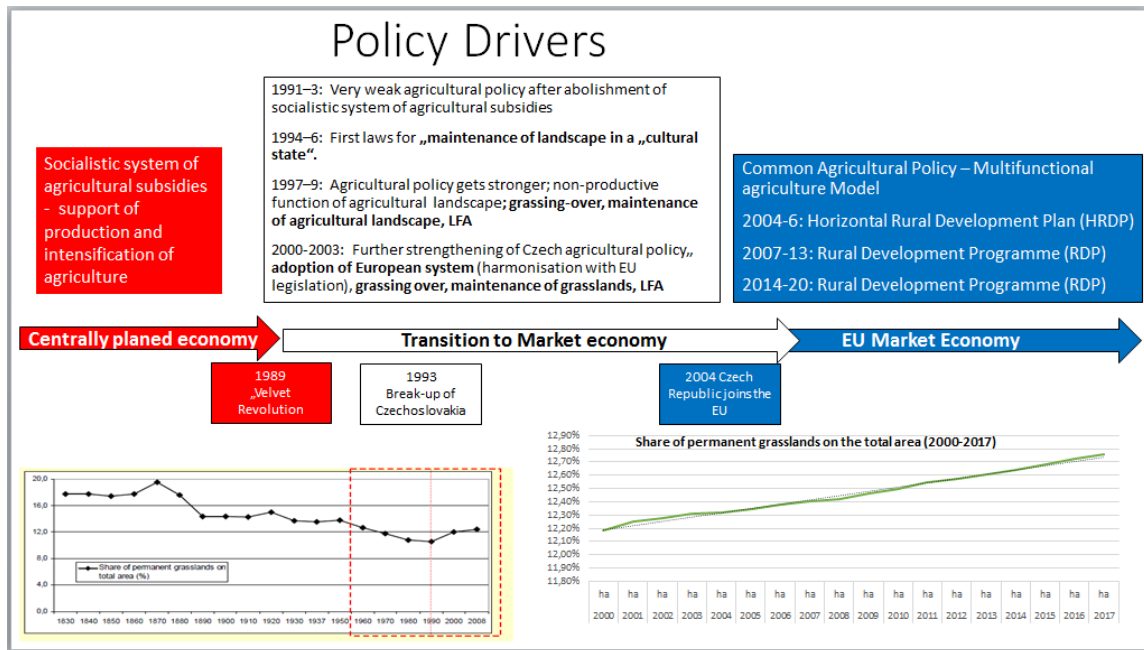 Policy Drivers
1991–3: Very weak agricultural policy after abolishment of
socialistic system of agricultural subsidies
1994–6: First laws for „maintenance of landscape in a „cultural
state“.
1997–9: Agricultural policy gets stronger; non-productive
function of agricultural landscape; grassing-over, maintenance
of agricultural landscape, LFA
2000-2003: Further strengthening of Czech agricultural policy„
adoption of European system (harmonisation with EU
legislation), grassing over, maintenance of grasslands, LFA
Socialistic system of
agricultural subsidies
- support of
production and
intensification of
agriculture
Common Agricultural Policy – Multifunctional
agriculture Model
2004-6: Horizontal Rural Development Plan (HRDP)
2007-13: Rural Development Programme (RDP)
2014-20: Rural Development Programme (RDP)
Centrally planed economy
Transition to Market economy
EU Market Economy
1989
„Velvet
Revolution
1993
Break-up of
Czechoslovakia
2004 Czech
Republic joins the
EU
20,0
16,0
12,0
8,0
4,0
0,0
Share of permanent grasslands on
total area (%)
1830 1840 1850 1860 1870 1880 1890 1900 1910 1920 1930 1937 1950 1960 1970 1980 1990 2000 2008
Share of permanent grasslands on the total area (2000-2017)
12,90%
12,80%
12,70%
12,60%
12,50%
12,40%
12,30%
12,20%
12,10%
12,00%
11,90%
11,80%
ha ha ha ha ha ha ha ha ha ha ha ha ha ha ha ha ha ha
2000 2001 2002 2003 2004 2005 2006 2007 2008 2009 2010 2011 2012 2013 2014 2015 2016 2017